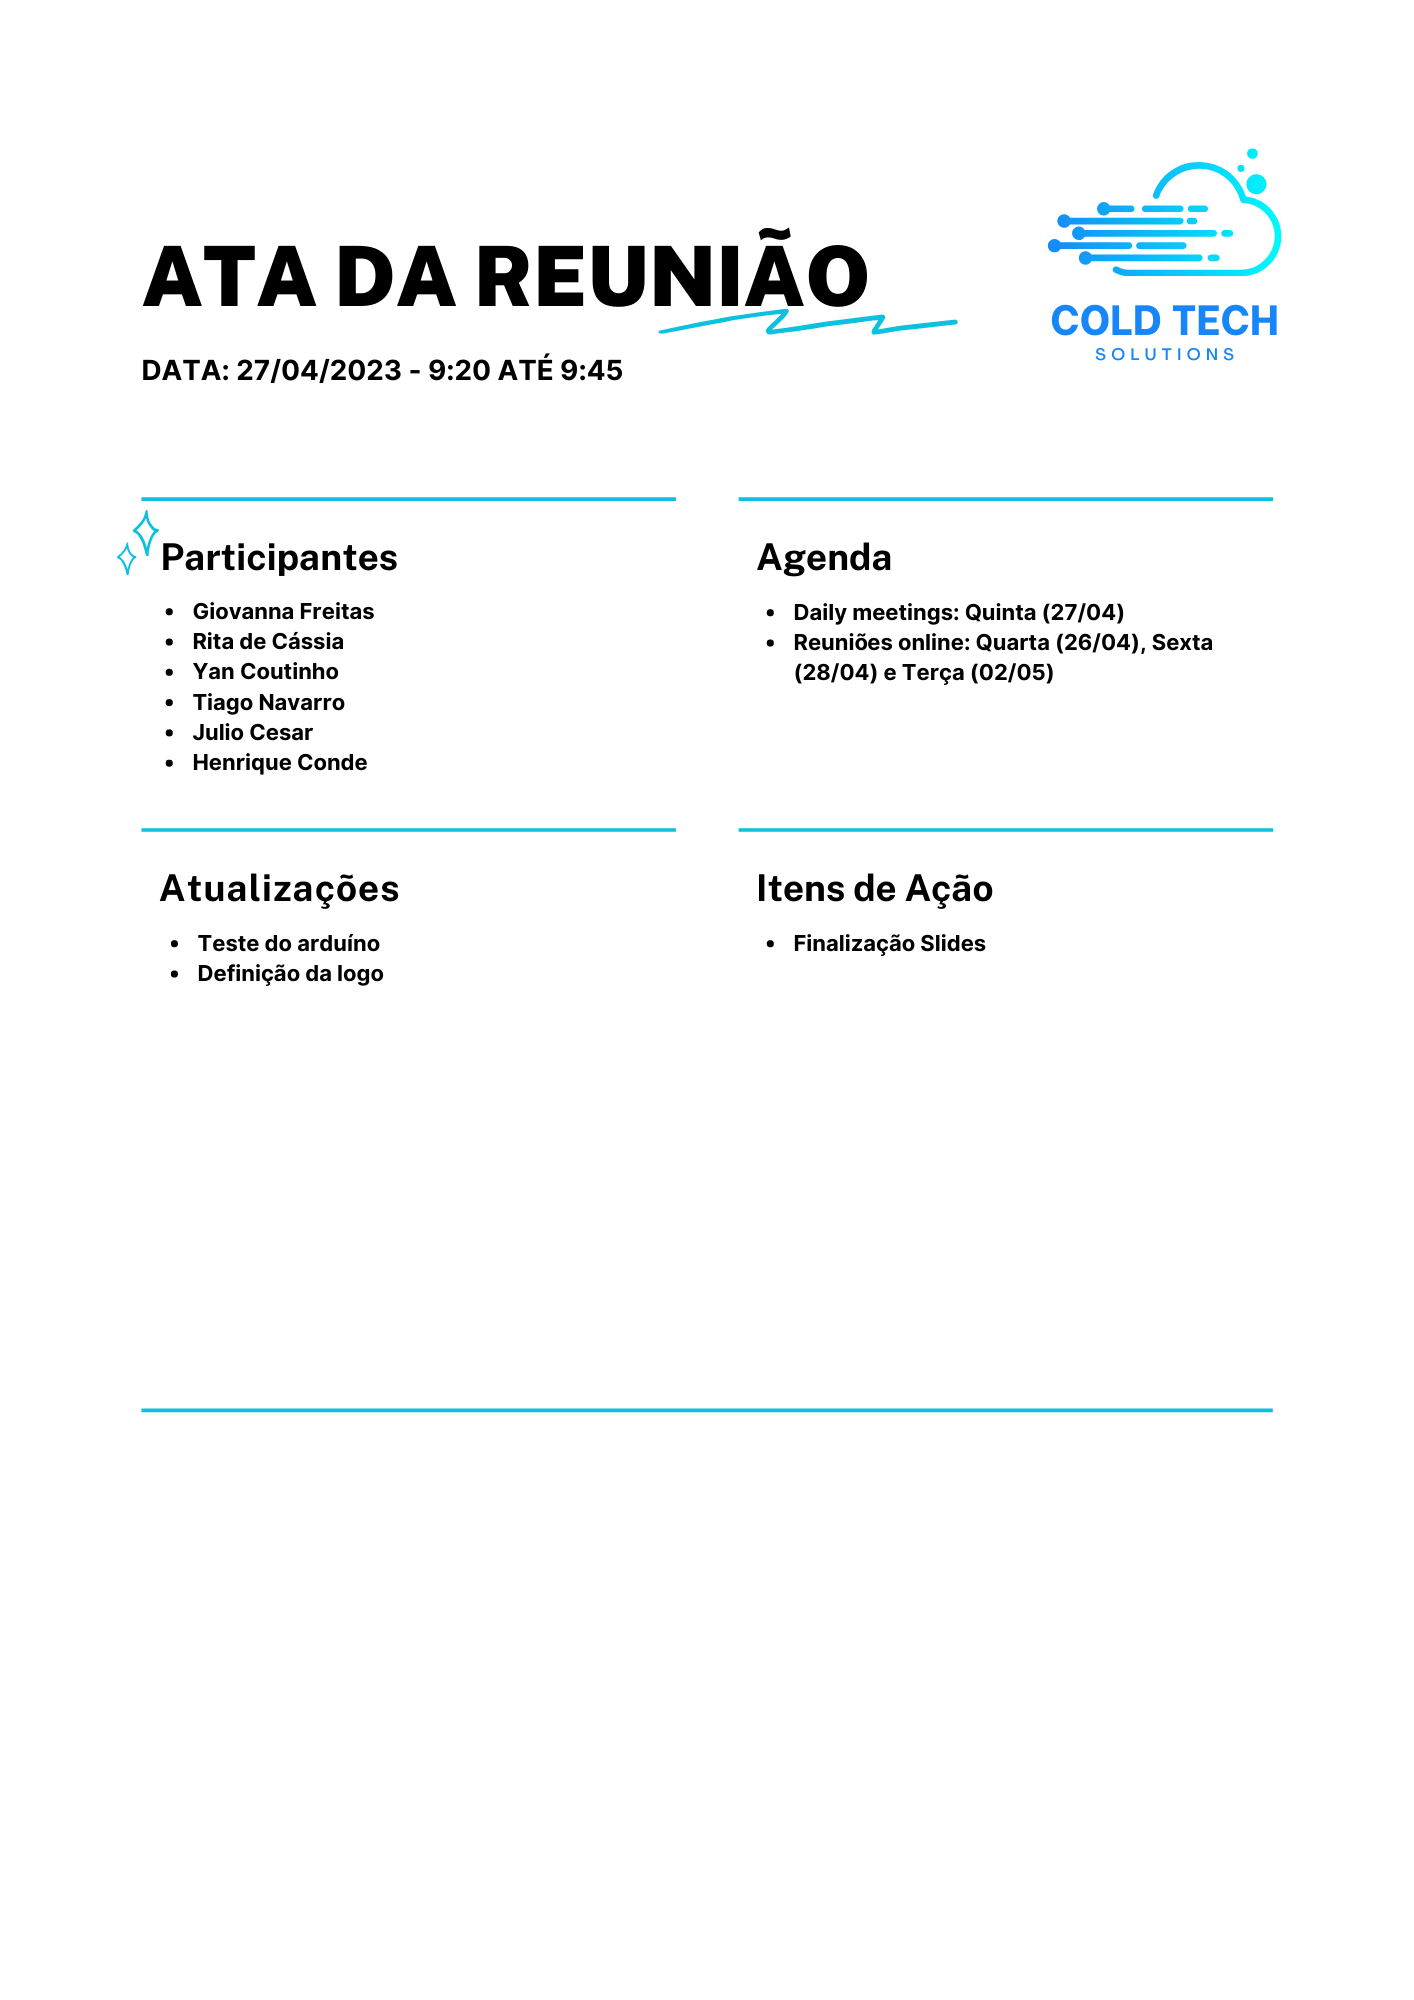 ATA DA REUNIÃO
DATA: 27/04/2023 - 9:20 ATÉ 9:45
COLD TECH
SOLUTIONS
Participantes
• Giovanna Freitas
• Rita de Cássia
• Yan Coutinho
• Tiago Navarro
• Julio Cesar
• Henrique Conde
Agenda
• Daily meetings: Quinta (27/04)
• Reuniões online: Quarta (26/04), Sexta
(28/04) e Terça (02/05)
Atualizações
• Teste do arduíno
• Definição da logo
Itens de Ação
• Finalização Slides